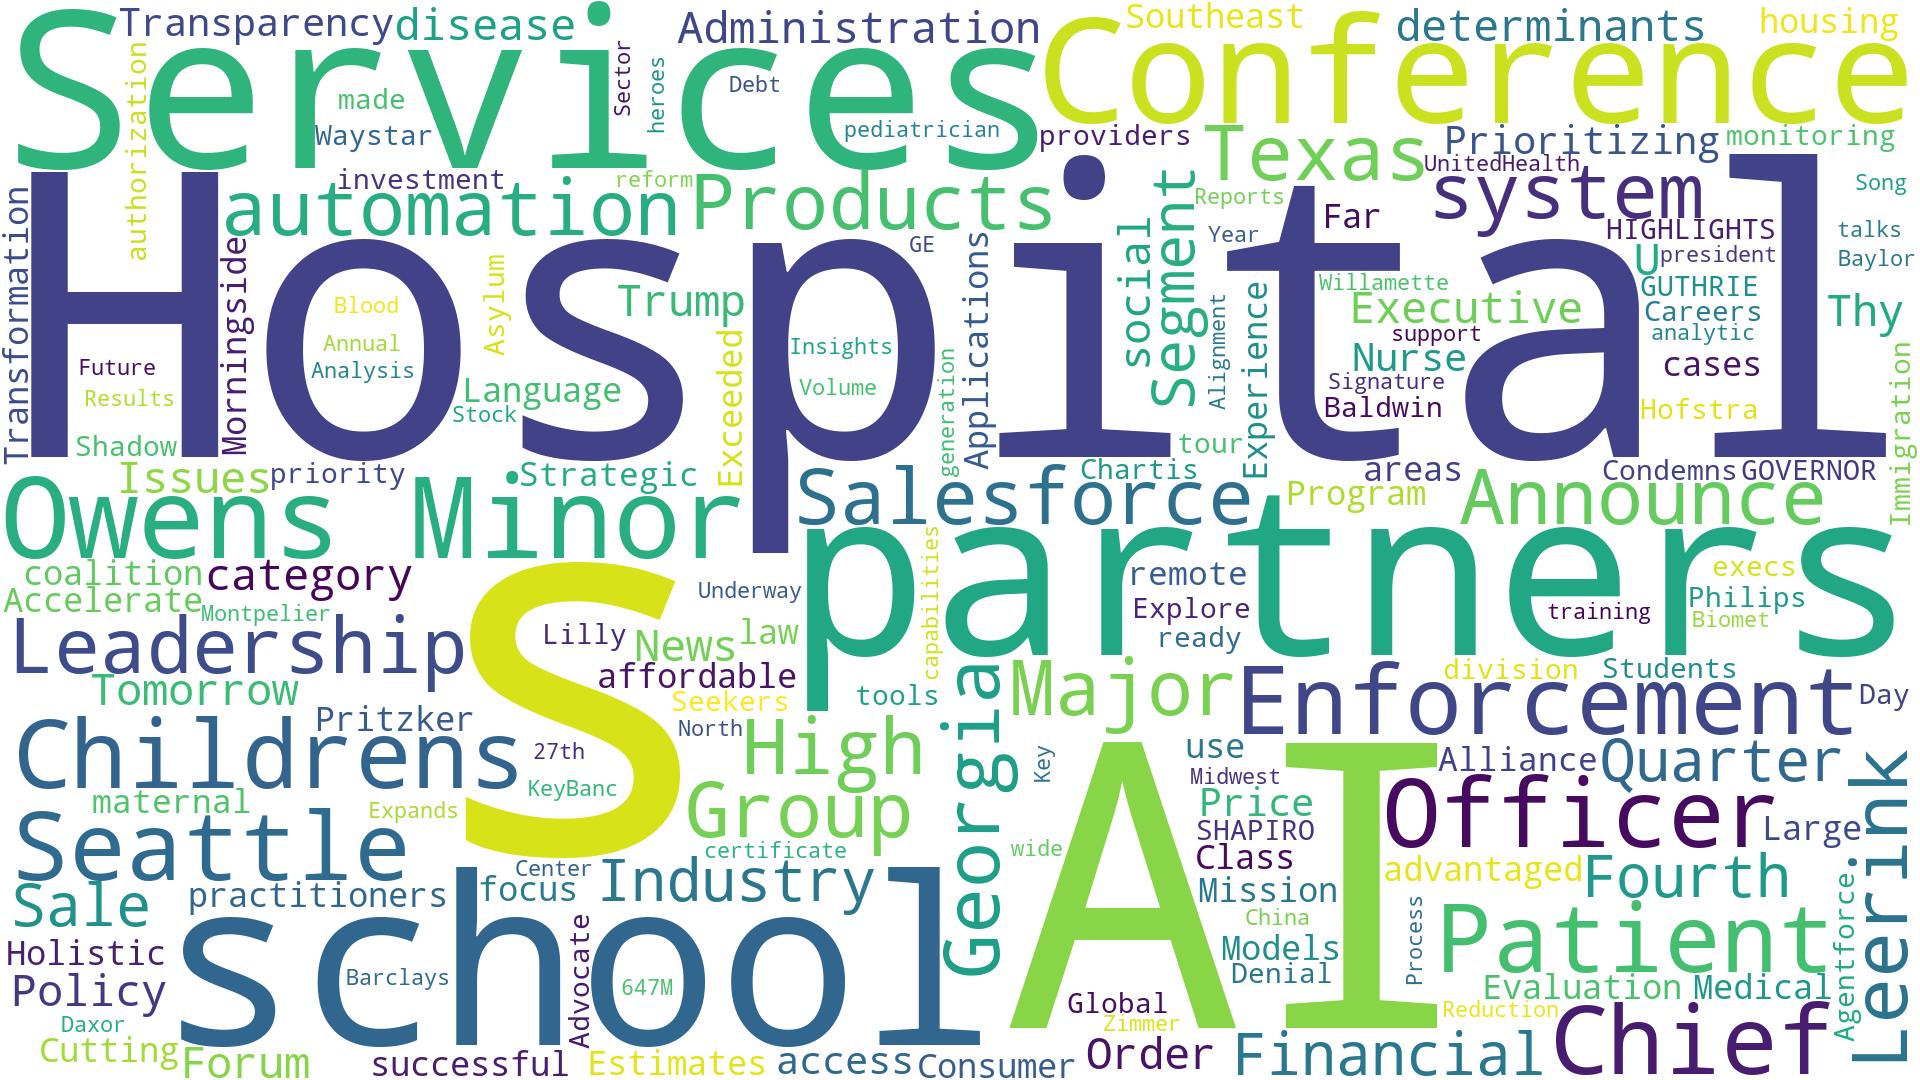 Transparency
disease
Administration
Southeast
determinants
housing
Services
Conference
authorization
Sector
heroes
Debt
made
Waystar
pediatrician
providers
Texas
Prioritizing
monitoring
investment
reform
UnitedHealth
automation
Products
system
Song
Transformation
Morningside
Hospital
Segment
social
Reports
Year
Far
HIGHLIGHTS
talks
U
president
Baylor
GE
Asylum
Trump
Applications
Willamette
GUTHRIE
Blood
Executive
Careers
Thy
Annual
Analysis
Insights
Volume
Exceeded
generation
Alignment
Experience
support
analytic
Nurse
cases
Future
Results
Language
Stock
Signature
Baldwin
Hofstra
Immigration
Shadow
tour
Issues
priority
Strategic
Chartis
areas
Condemns
GOVERNOR
Owens
Minor
Salesforce
Program
Announce
partners
coalition
category
Accelerate
Montpelier
S
Underway
capabilities
remote
Explore
ready
execs
Philips
training
Biomet
Leadership
Lilly
News
law
affordable
Tomorrow
Seekers
tools
North
Georgia
Major
Enforcement
division
Students
Day
Childrens
Pritzker
27th
KeyBanc
High
Key
use
Midwest
Alliance
Quarter
Leerink
maternal
Expands
Group
AI
Price
SHAPIRO
Class
Officer
Large
Seattle
certificate
wide
Center
Industry
focus
advantaged
Fourth
Sale
practitioners
Mission
China
Models
Denial
Process
Patient
Agentforce.
school
Holistic
Policy
Barclays
Advocate
647M
Global
Zimmer
Evaluation
Medical
Reduction
Daxor
Cutting
Forum
successful
Estimates
access
Consumer
Order
Financial
Chief